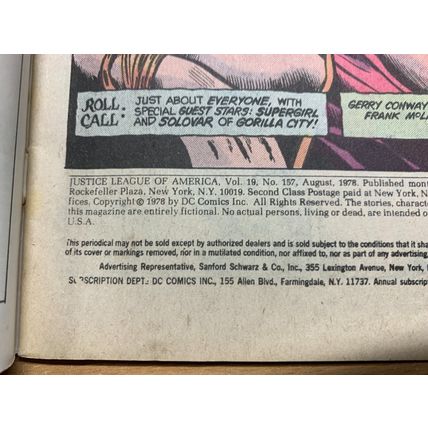 ROLL CALL:
JUST ABOUT EVERYONE, WITH
SPECIAL GUEST STARS: SUPERGIRL
AND SOLOVAR OF GORILLA CITY!
GERRY CONWAY
FRANK McL
JUSTICE LEAGUE OF AMERICA, Vol. 19, No. 157, August, 1978. Published mont
Rockefeller Plaza, New York, N.Y. 10019. Second Class Postage paid at New York, N
fices. Copyright © 1978 by DC Comics Inc. All Rights Reserved. The stories, charact
this magazine are entirely fictional. No actual persons, living or dead, are intended o
U.S.A.
This periodical may not be sold except by authorized dealers and is sold subject to the conditions that it sha
of its cover or markings removed, nor in a mutilated condition, nor affixed to, nor as part of any advertising,
Advertising Representative, Sanford Schwarz & Co., Inc., 355 Lexington Avenue, New York,
SUBSCRIPTION DEPT.: DC COMICS INC., 155 Allen Blvd., Farmingdale, N.Y. 11737. Annual subscript